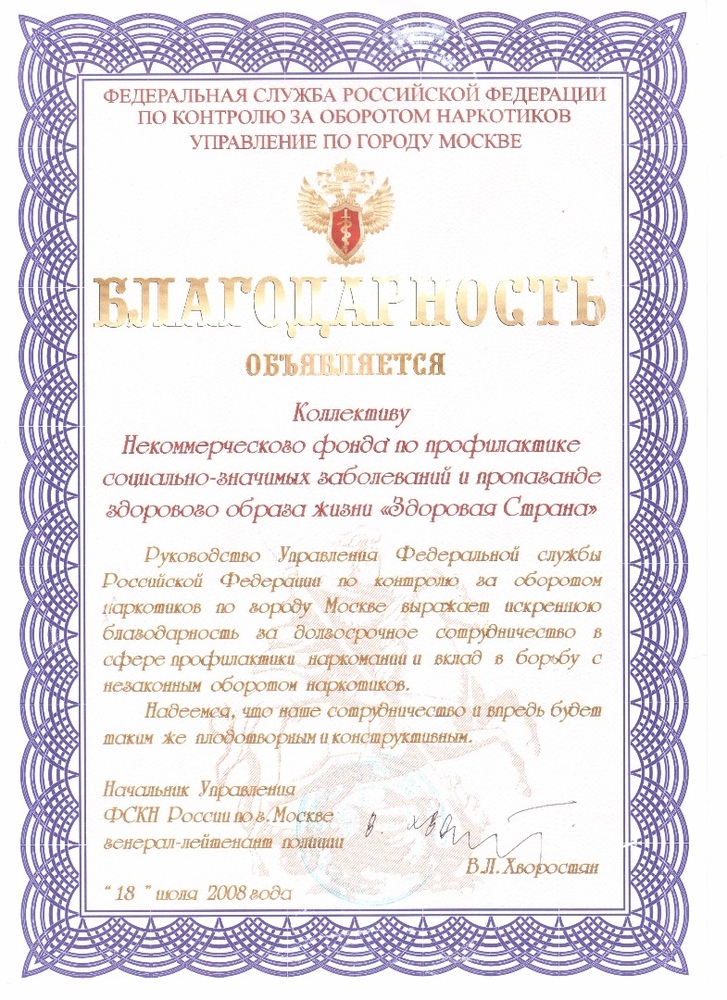 ФЕДЕРАЛЬНАЯ СЛУЖБА РОССИЙСКОЙ ФЕДЕРАЦИИ
ПО КОНТРОЛЮ ЗА ОБОРОТОМ НАРКОТИКОВ
УПРАВЛЕНИЕ ПО ГОРОДУ МОСКВЕ
БЛАГОДАРНОСТЬ
ОБЪЯВЛЯЕТСЯ
Коллективу
Некоммерческого фонда по профилактике
социально-значимых заболеваний и пропаганде
здорового образа жизни «Здоровая Страна»
Руководство Управления Федеральной службы
Российской Федерации по контролю за оборотом
наркотиков по городу Москве выражает искреннюю
благодарность за долгосрочное сотрудничество в
сфере профилактики наркомании и вклад в борьбу с
незаконным оборотом наркотиков.
Надеемся, что наше сотрудничество и впредь будет
таким же плодотворным и конструктивным.
Начальник Управления
ФСКН России по г. Москве
генерал-лейтенант полиции
В.Л. Хворостян
"18" июля 2008 года